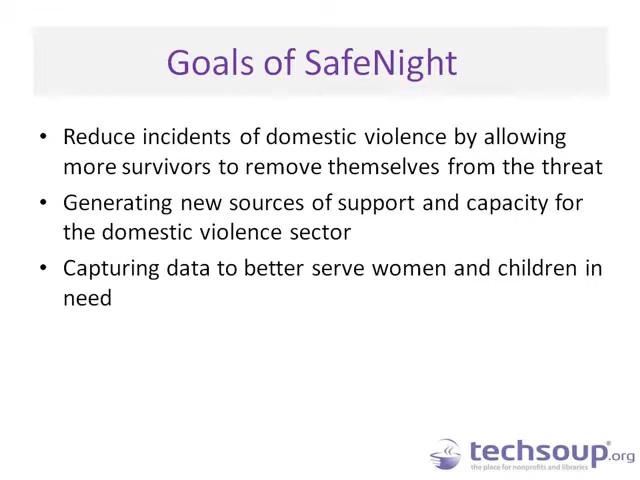 Goals of SafeNight
• Reduce incidents of domestic violence by allowing
more survivors to remove themselves from the threat
• Generating new sources of support and capacity for
the domestic violence sector
• Capturing data to better serve women and children in
need
techsoup®.org
the place for nonprofits and libraries